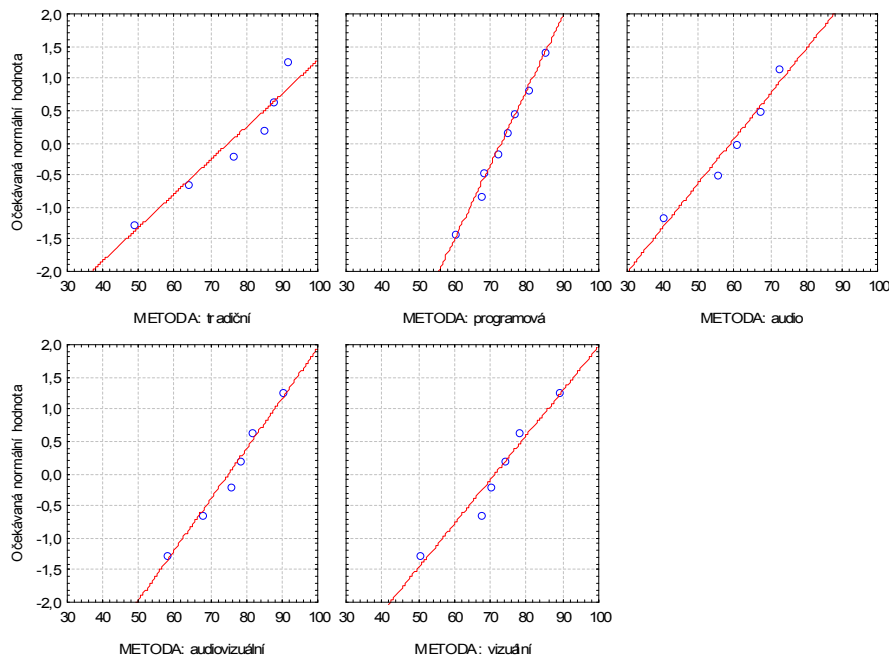 Očekávaná normální hodnota
2,0
1,5
1,0
0,5
0,0
-0,5
-1,0
-1,5
-2,0
30 40 50 60 70 80 90 100
METODA: tradiční
30 40 50 60 70 80 90 100
METODA: programová
30 40 50 60 70 80 90 100
METODA: audio
Očekávaná normální hodnota
2,0
1,5
1,0
0,5
0,0
-0,5
-1,0
-1,5
-2,0
30 40 50 60 70 80 90 100
METODA: audiovizuální
30 40 50 60 70 80 90 100
METODA: vizuální